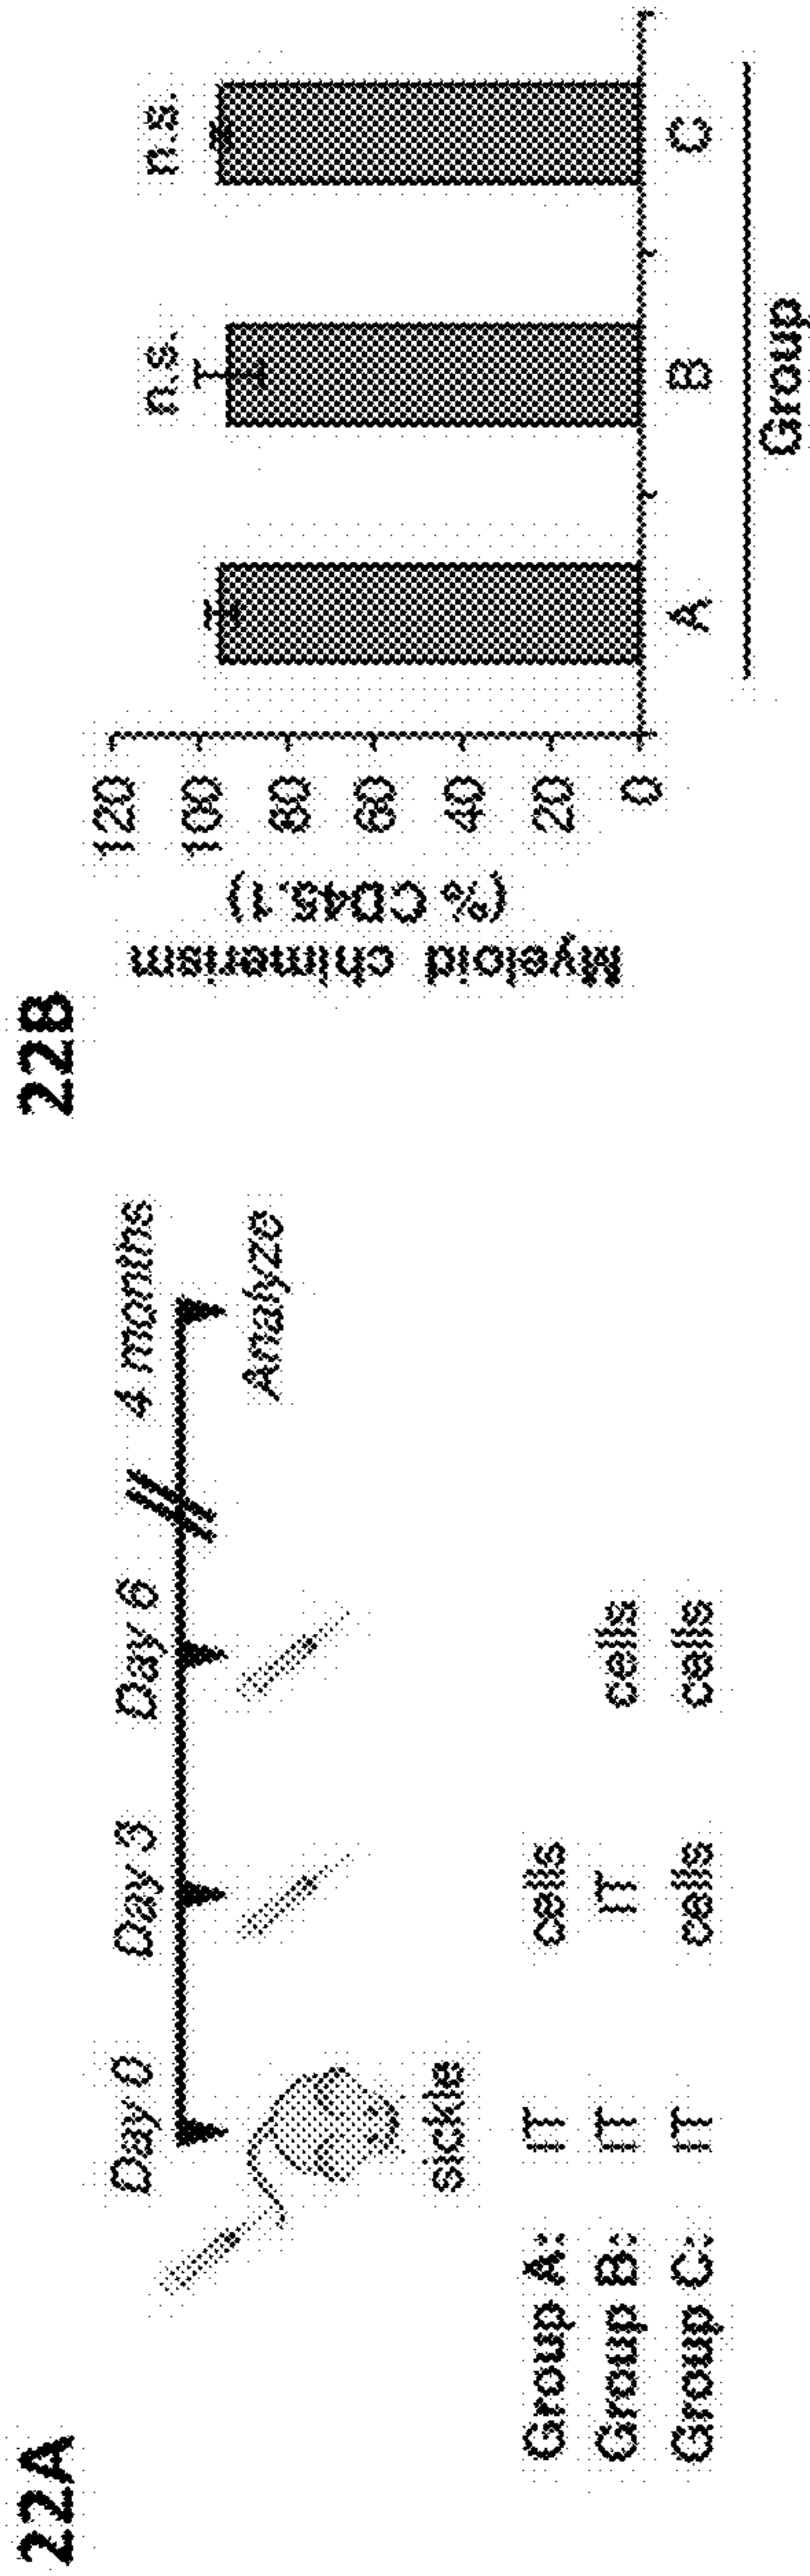 22A
Day 0 Day 3 Day 6 4 months
Analyze
sickle
Group A: IT cells
Group B: IT IT cells
Group C: IT cells cells
22B
Myeloid chimerism
(% CD45.1)
120
100
80
60
40
20
0
n.s. n.s.
A B C
Group